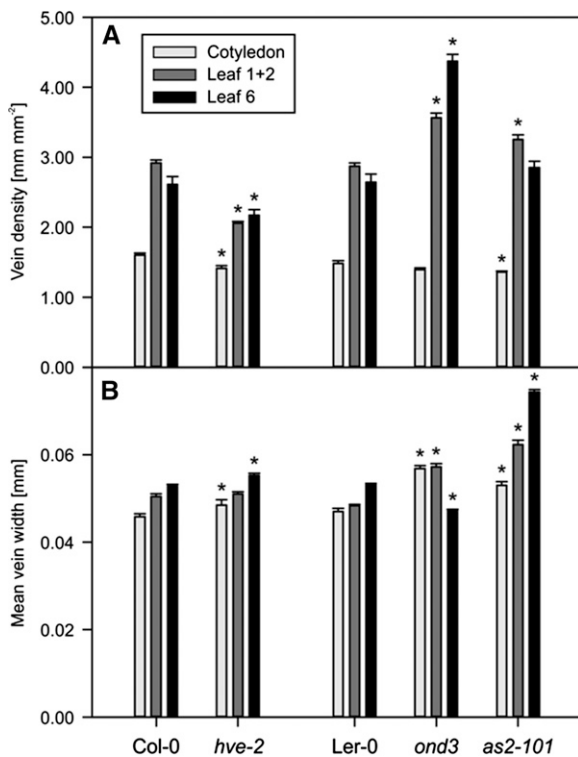 A
Cotyledon
Leaf 1+2
Leaf 6
Vein density [mm mm⁻²]
5.00
4.00
3.00
2.00
1.00
0.00
* * *
* *
* *
B
Mean vein width [mm]
0.06
0.04
0.02
0.00
* *
* * *
* * *
Col-0 hve-2 Ler-0 ond3 as2-101